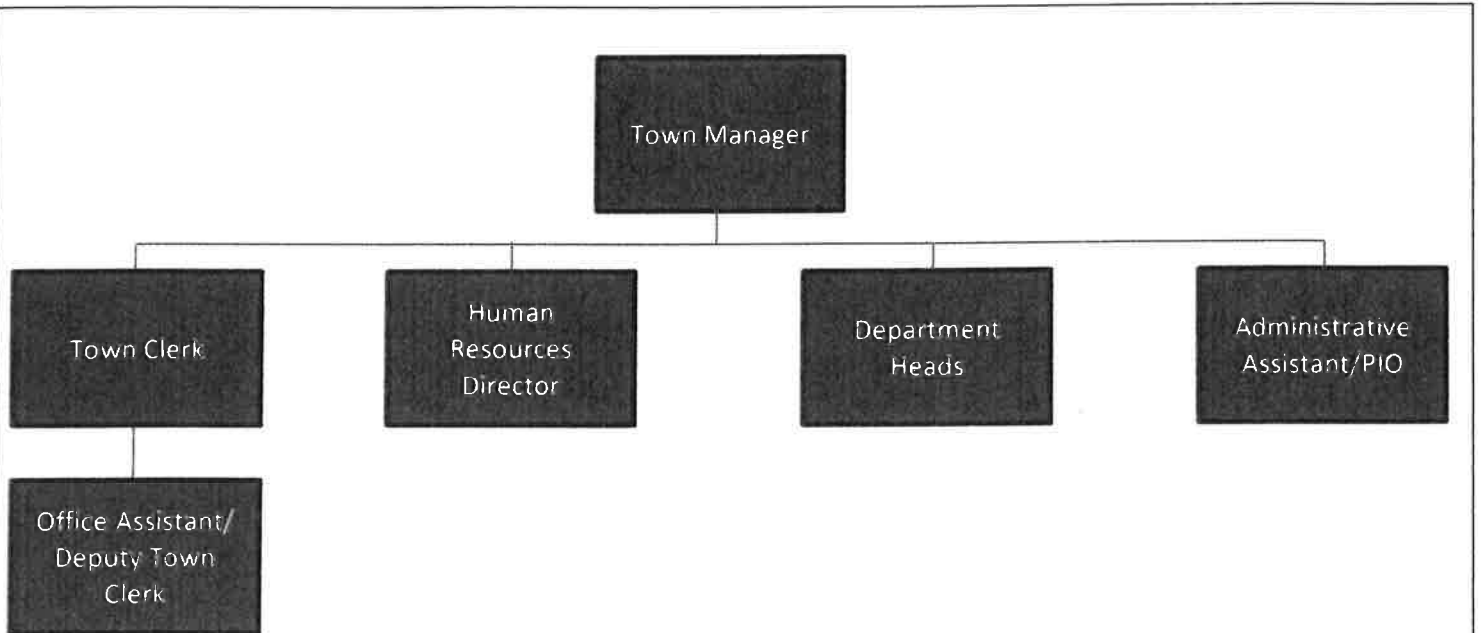 Town Manager
Town Clerk
Human
Resources
Director
Department
Heads
Administrative
Assistant/PIO
Office Assistant/
Deputy Town
Clerk